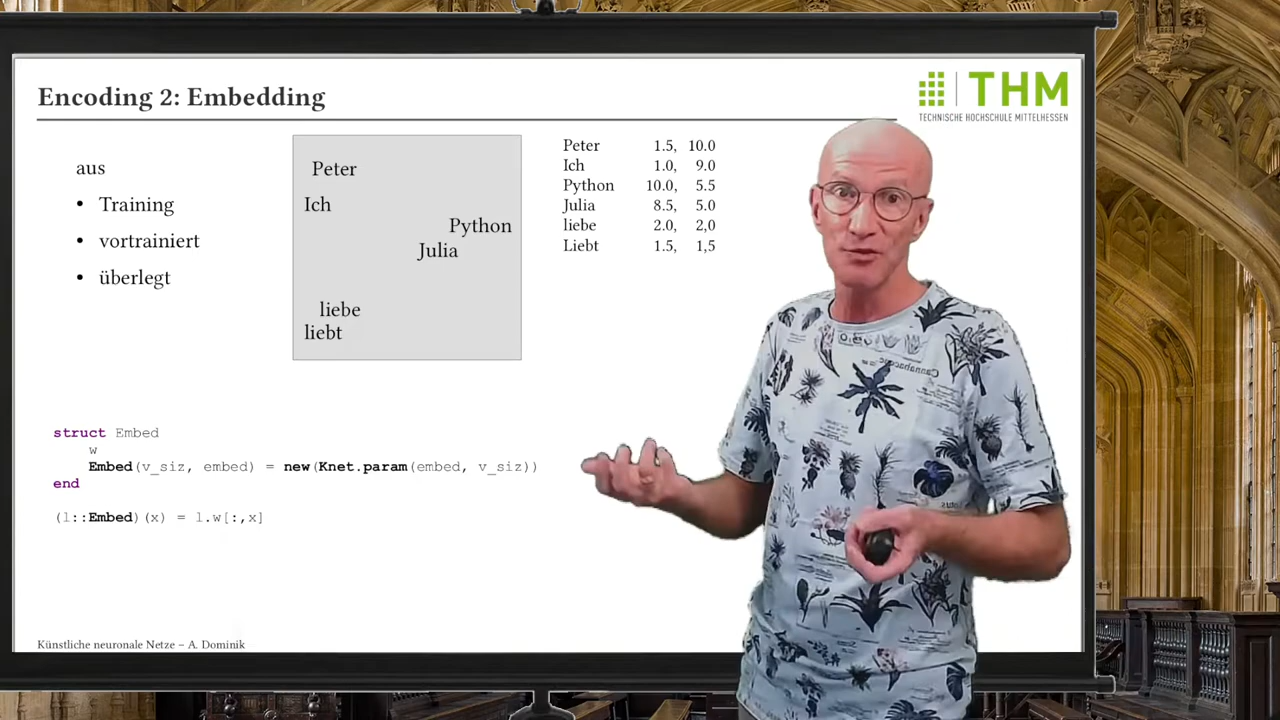 Encoding 2: Embedding
THM
TECHNISCHE HOCHSCHULE MITTELHESSEN
aus
• Training
• vortrainiert
• überlegt
Peter
Ich
Python
Julia
liebe
liebt
Peter 1.5, 10.0
Ich 1.0, 9.0
Python 10.0, 5.5
Julia 8.5, 5.0
liebe 2.0, 2,0
Liebt 1.5, 1,5
struct Embed
w
Embed(v_siz, embed) = new(Knet.param(embed, v_siz))
end
(l::Embed)(x) = l.w[:,x]
Künstliche neuronale Netze – A. Dominik